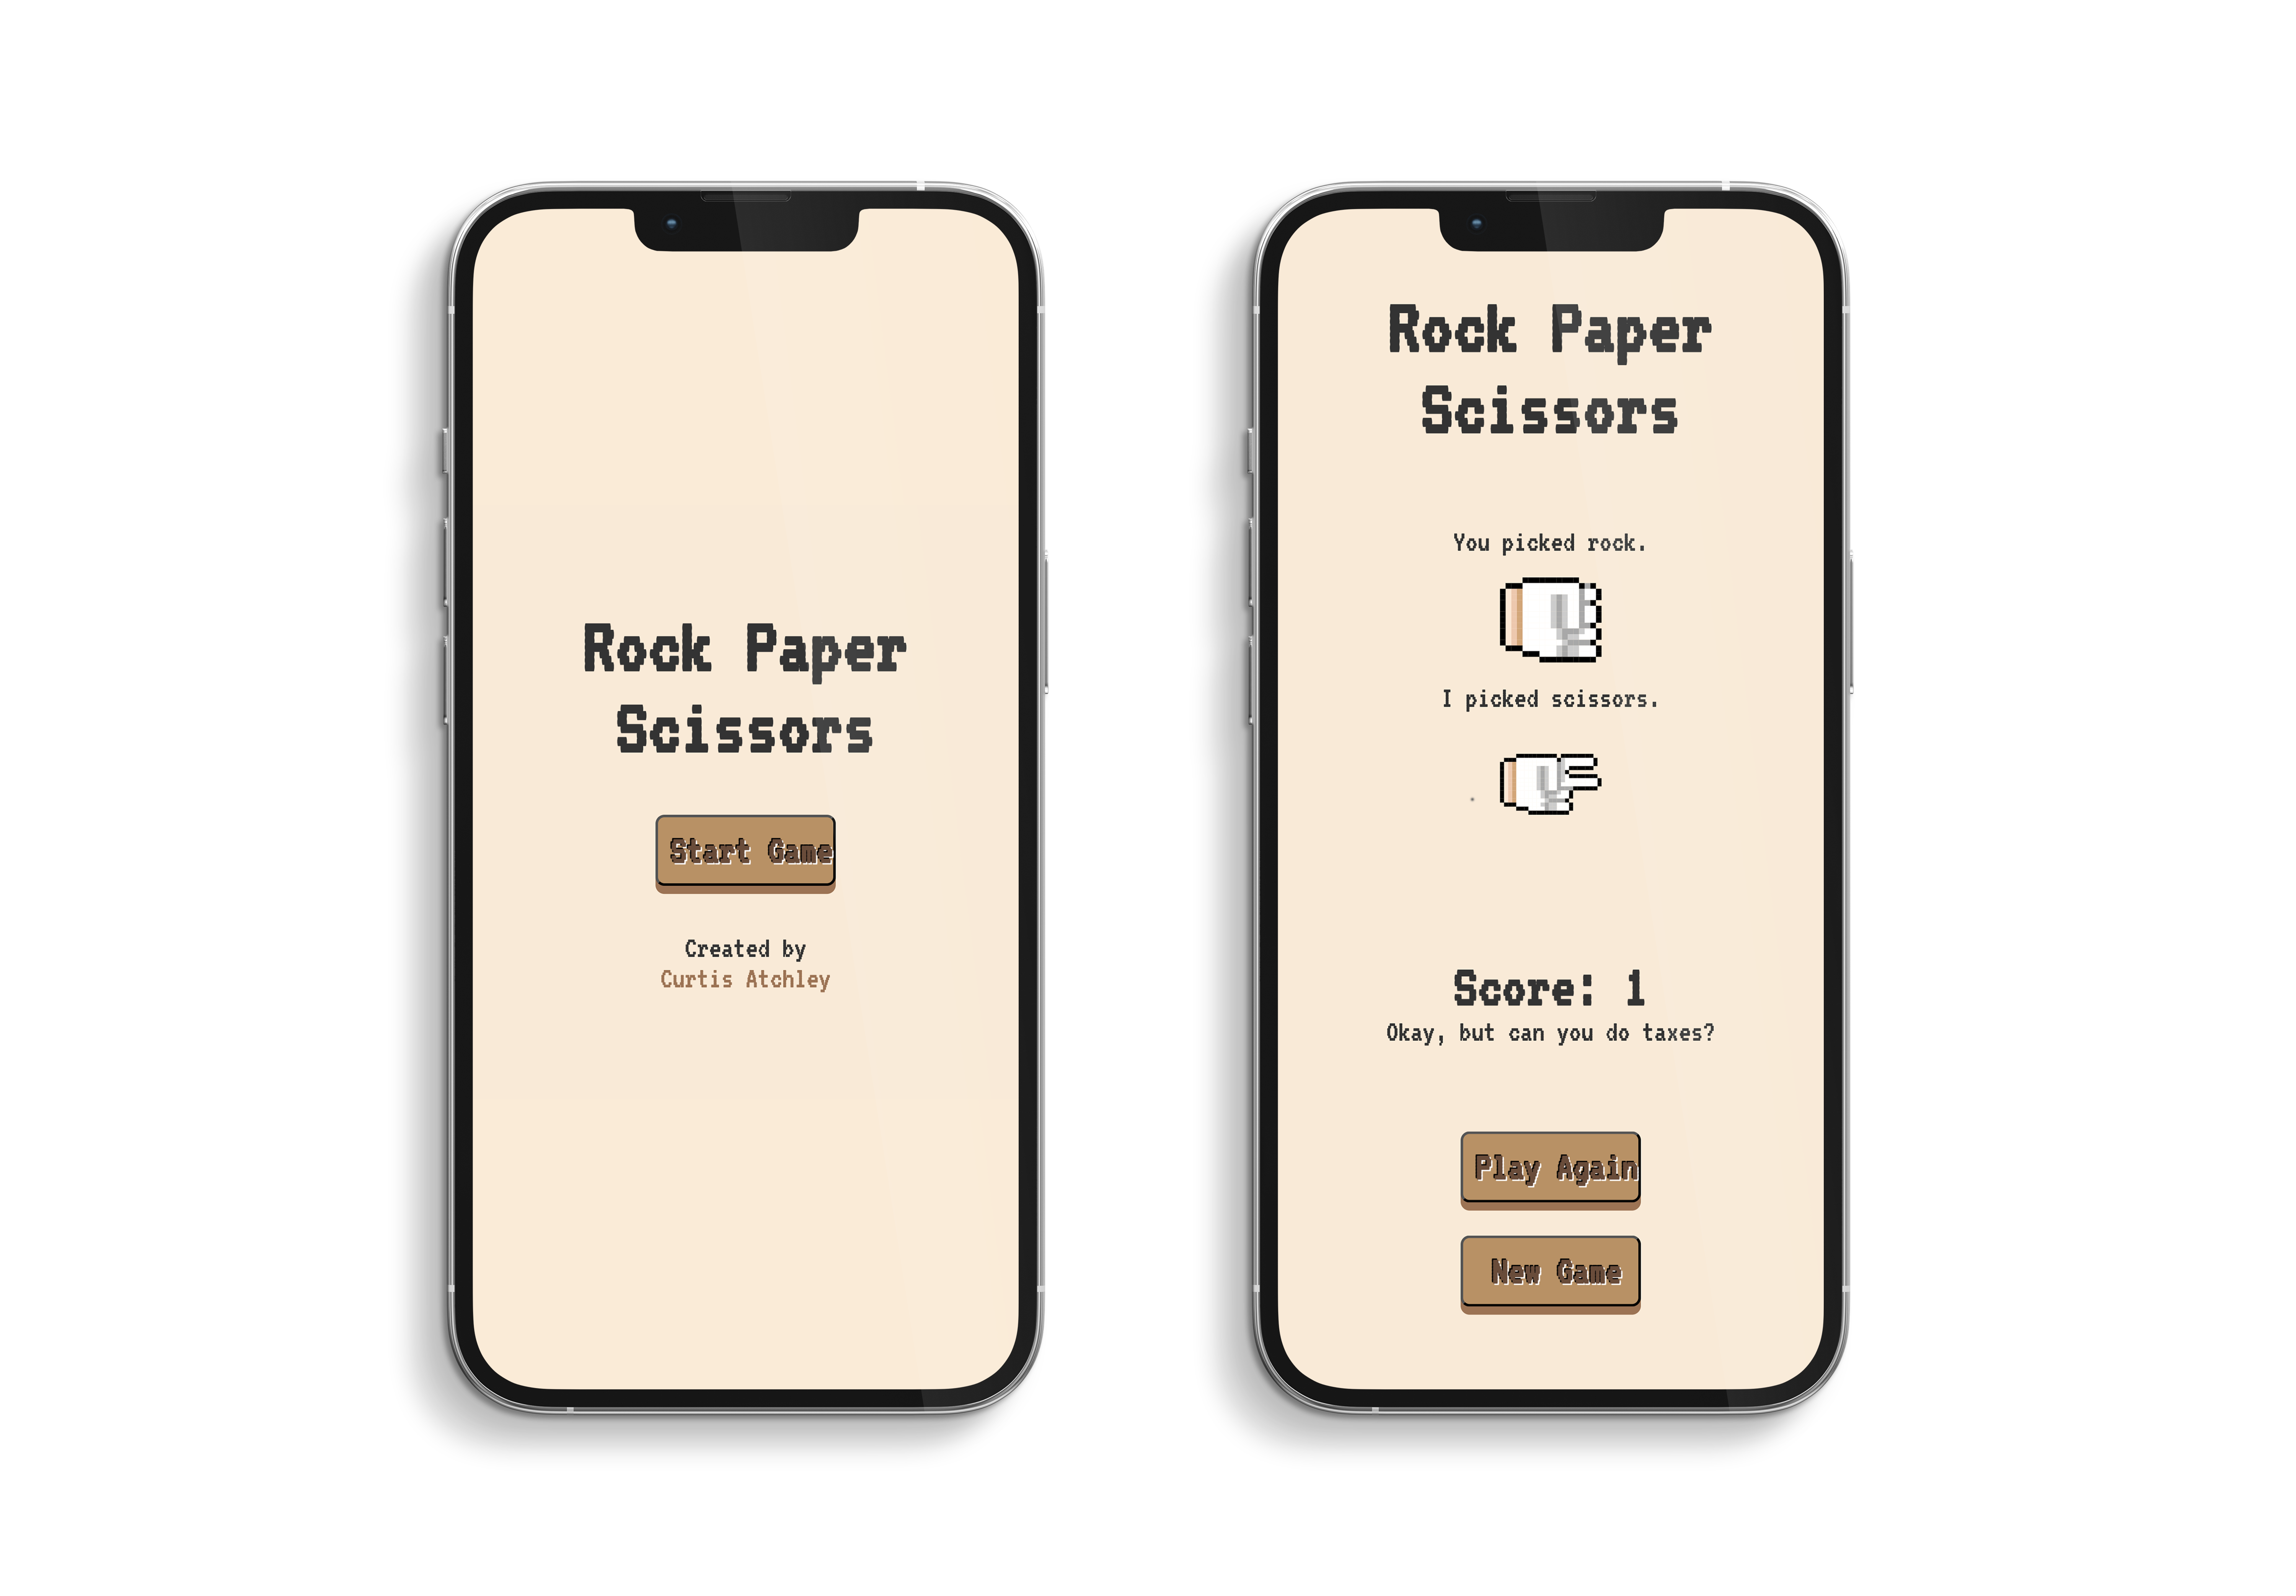 Rock Paper
Scissors
Start Game
Created by
Curtis Atchley
Rock Paper
Scissors
You picked rock.
I picked scissors.
Score: 1
Okay, but can you do taxes?
Play Again
New Game